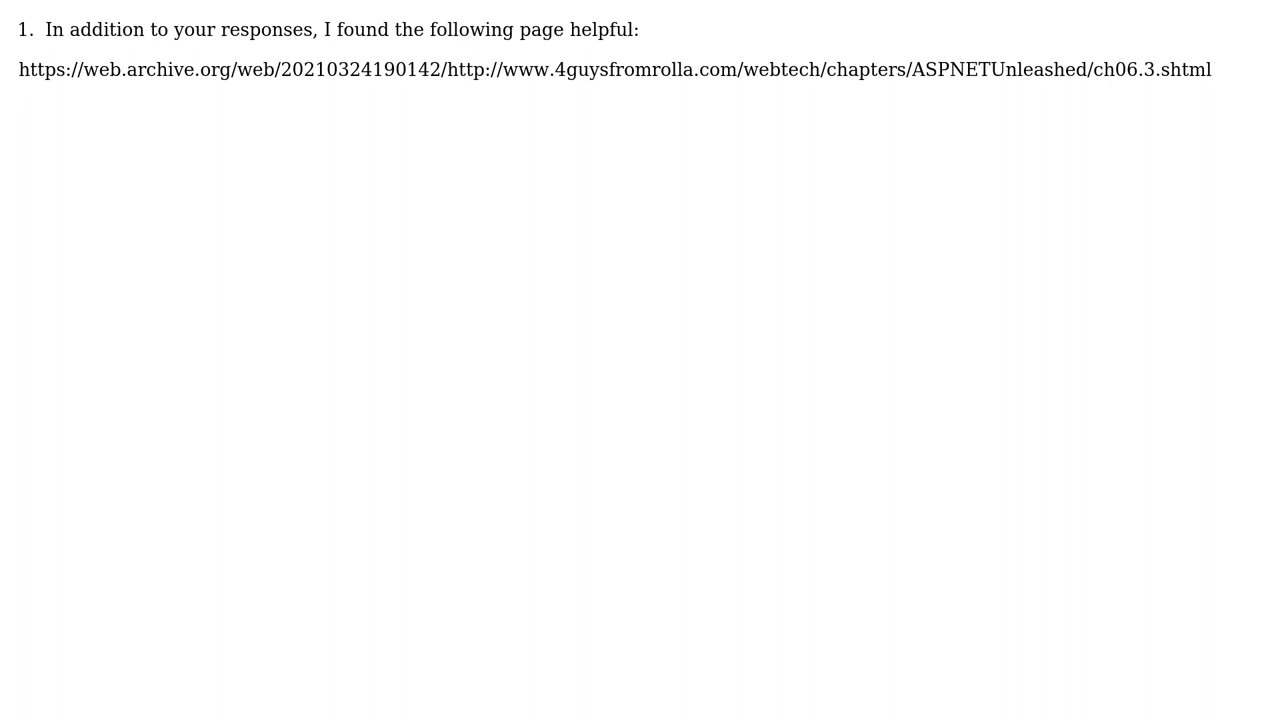 1. In addition to your responses, I found the following page helpful:
https://web.archive.org/web/20210324190142/http://www.4guysfromrolla.com/webtech/chapters/ASPNETUnleashed/ch06.3.shtml